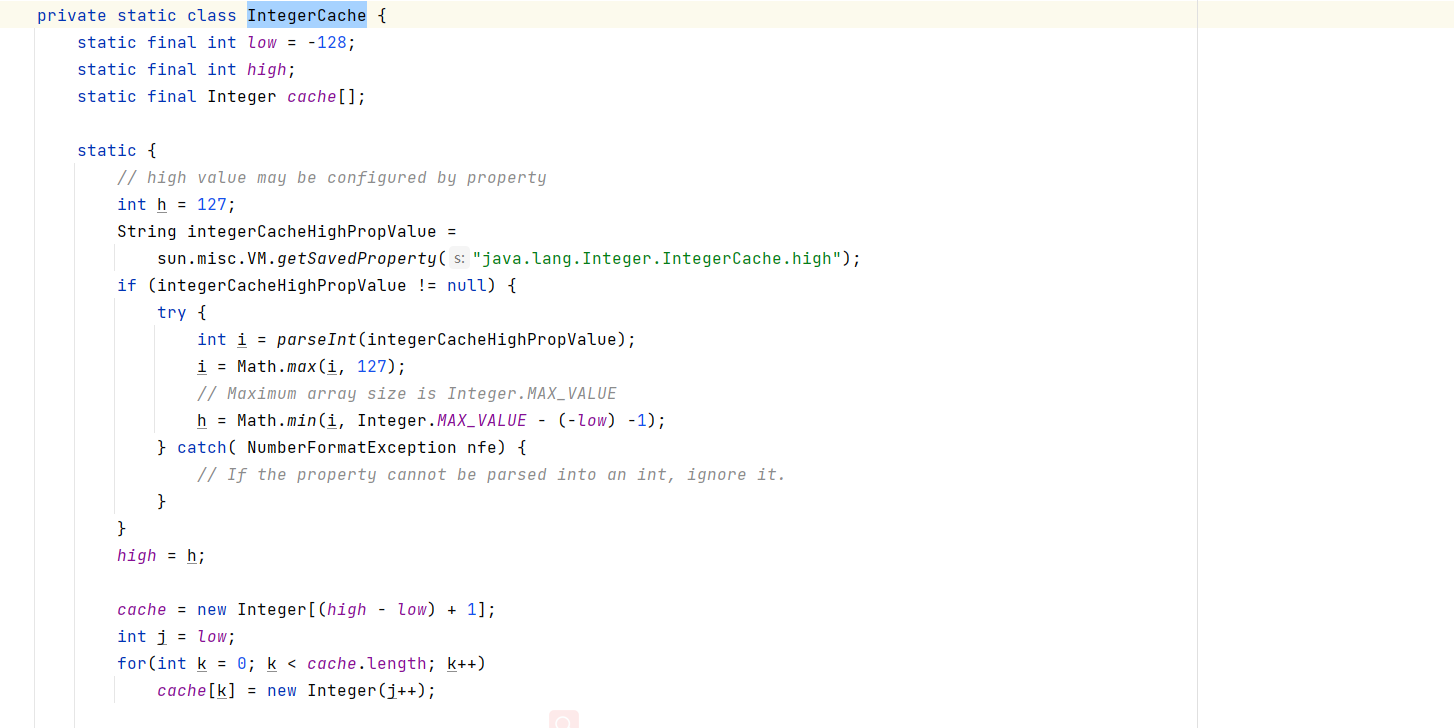 private static class IntegerCache {
    static final int low = -128;
    static final int high;
    static final Integer cache[];

    static {
        // high value may be configured by property
        int h = 127;
        String integerCacheHighPropValue =
            sun.misc.VM.getSavedProperty( s: "java.lang.Integer.IntegerCache.high");
        if (integerCacheHighPropValue != null) {
            try {
                int i = parseInt(integerCacheHighPropValue);
                i = Math.max(i, 127);
                // Maximum array size is Integer.MAX_VALUE
                h = Math.min(i, Integer.MAX_VALUE - (-low) -1);
            } catch( NumberFormatException nfe) {
                // If the property cannot be parsed into an int, ignore it.
            }
        }
        high = h;

        cache = new Integer[(high - low) + 1];
        int j = low;
        for(int k = 0; k < cache.length; k++)
            cache[k] = new Integer(j++);